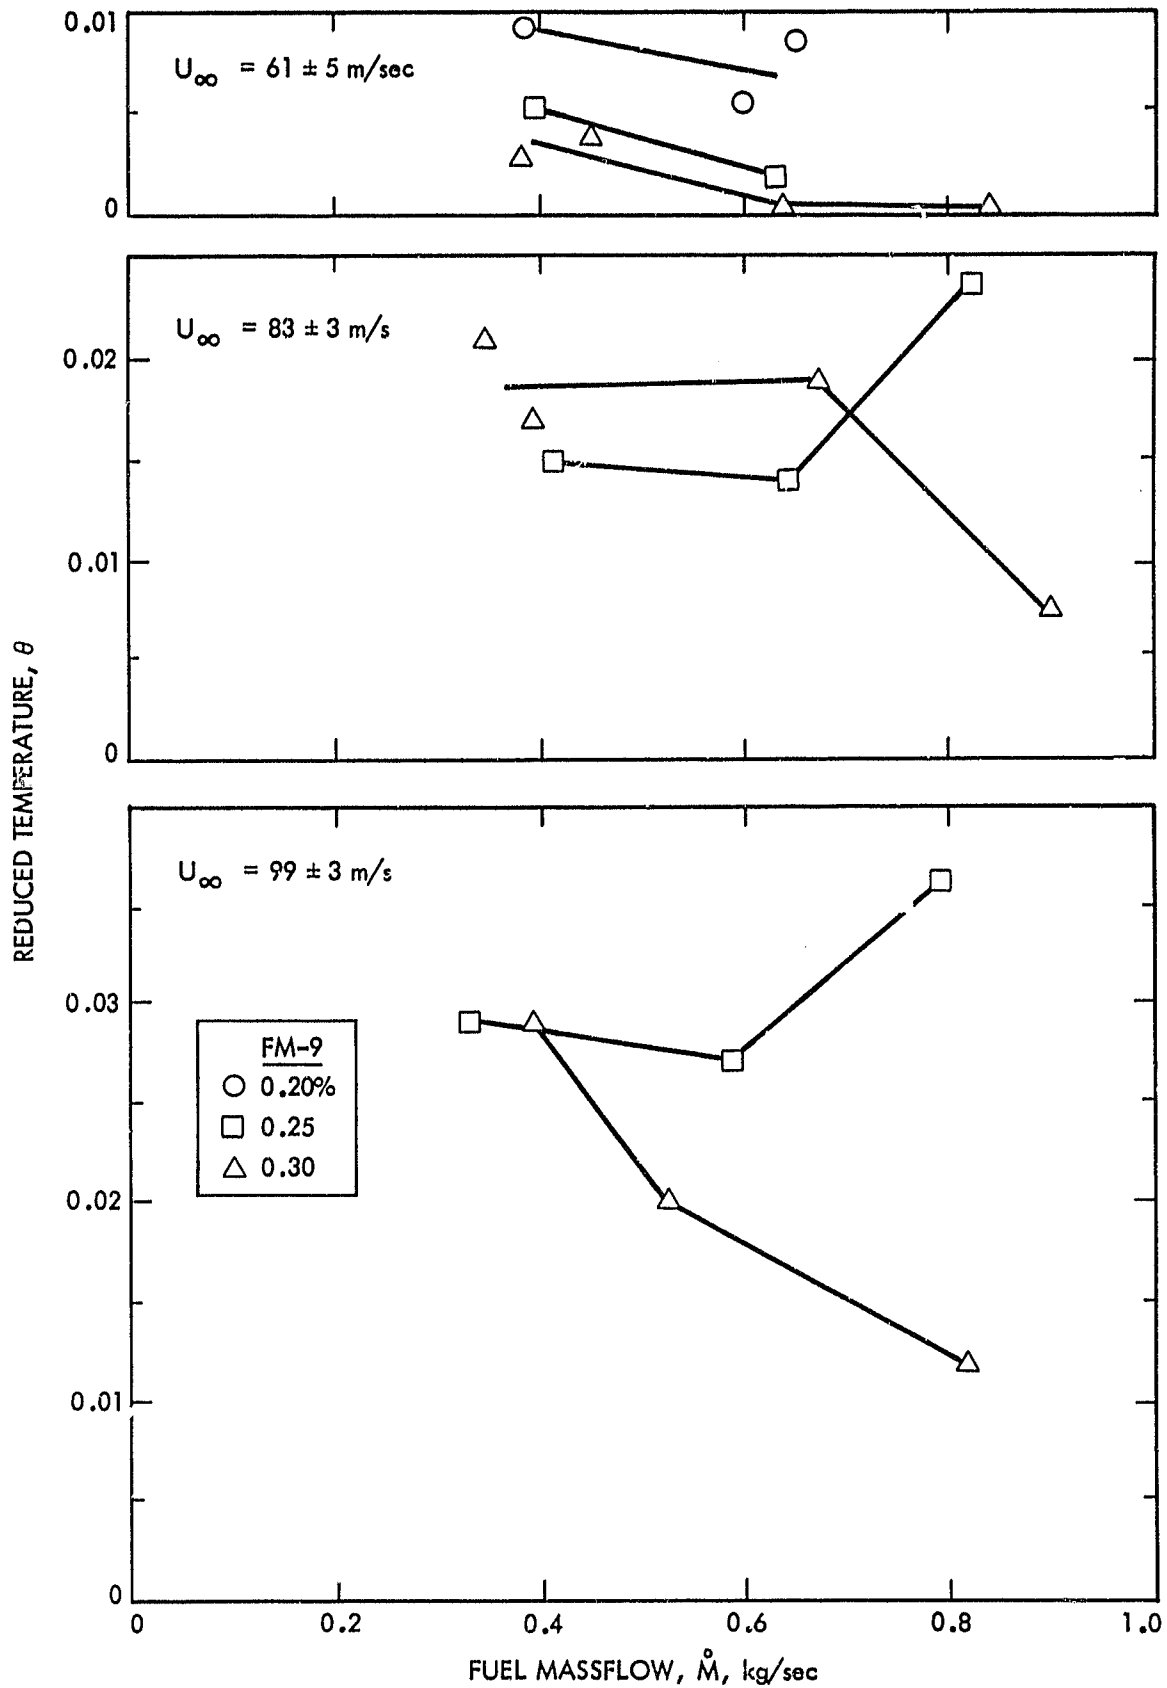 0.01
U∞ = 61 ± 5 m/sec
0
U∞ = 83 ± 3 m/s
0.02
0.01
0
REDUCED TEMPERATURE, θ
U∞ = 99 ± 3 m/s
0.03
FM-9
0.20%
0.25
0.30
0.02
0.01
0
0 0.2 0.4 0.6 0.8 1.0
FUEL MASSFLOW, M̊, kg/sec